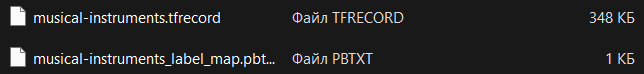 musical-instruments.tfrecord Файл TFRECORD 348 КБ
musical-instruments_label_map.pbt... Файл PBTXT 1 КБ